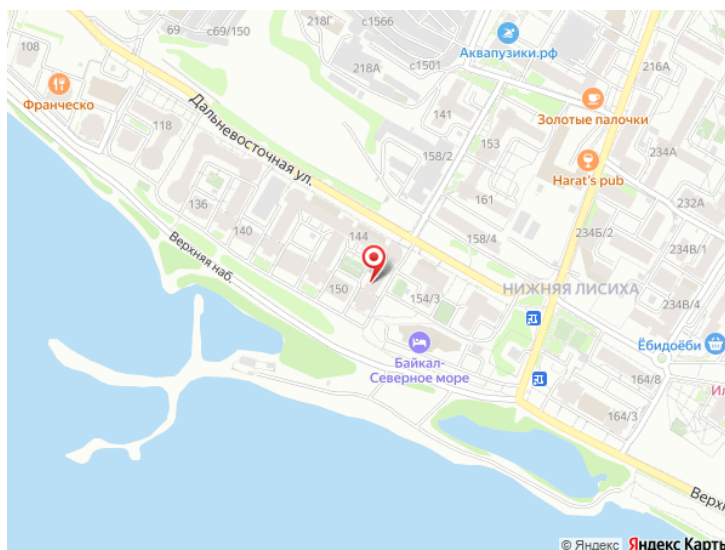 218Г
с1566
69
с69/150
108
218А
с1501
Аквапузики.рф
216А
Франческо
Дальневосточная ул.
141
Золотые палочки
118
158/2
153
234А
Harat's pub
136
161
232А
140
144
158/4
234Б/2
234В/1
Верхняя наб.
150
154/3
НИЖНЯЯ ЛИСИХА
234В/4
Байкал-
Северное море
Ёбидоёби
164/8
Ил
164/3
Верх
© Яндекс Яндекс Карты